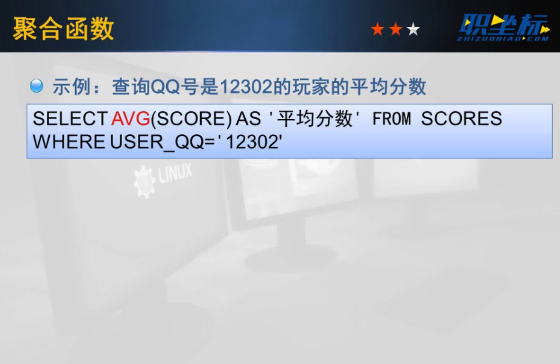 聚合函数
职坐标
ZHIZUOBIAO.COM
示例：查询QQ号是12302的玩家的平均分数
SELECT AVG(SCORE) AS '平均分数' FROM SCORES
WHERE USER_QQ='12302'
LINUX